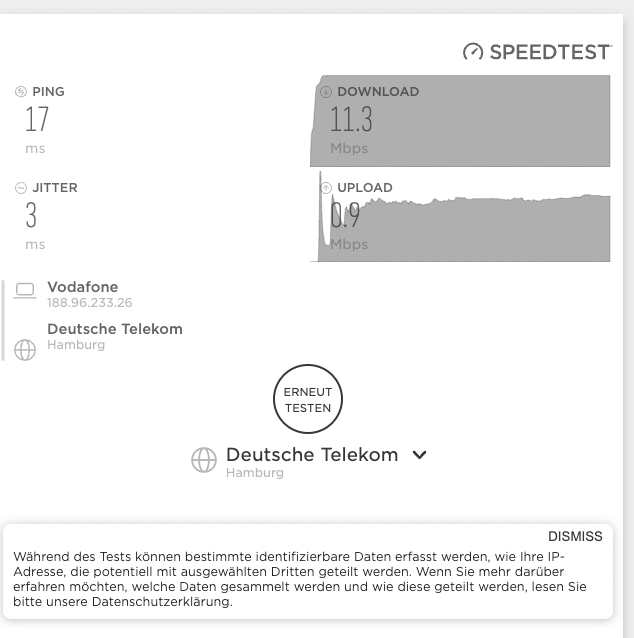 SPEEDTEST
PING
17
ms
DOWNLOAD
11.3
Mbps
JITTER
3
ms
UPLOAD
0.9
Mbps
Vodafone
188.96.233.26
Deutsche Telekom
Hamburg
ERNEUT
TESTEN
Deutsche Telekom
Hamburg
DISMISS
Während des Tests können bestimmte identifizierbare Daten erfasst werden, wie Ihre IP-
Adresse, die potentiel mit ausgewählten Dritten geteilt werden. Wenn Sie mehr darüber
erfahren möchten, welche Daten gesammelt werden und wie diese geteilt werden, lesen Sie
bitte unsere Datenschutzerklärung.